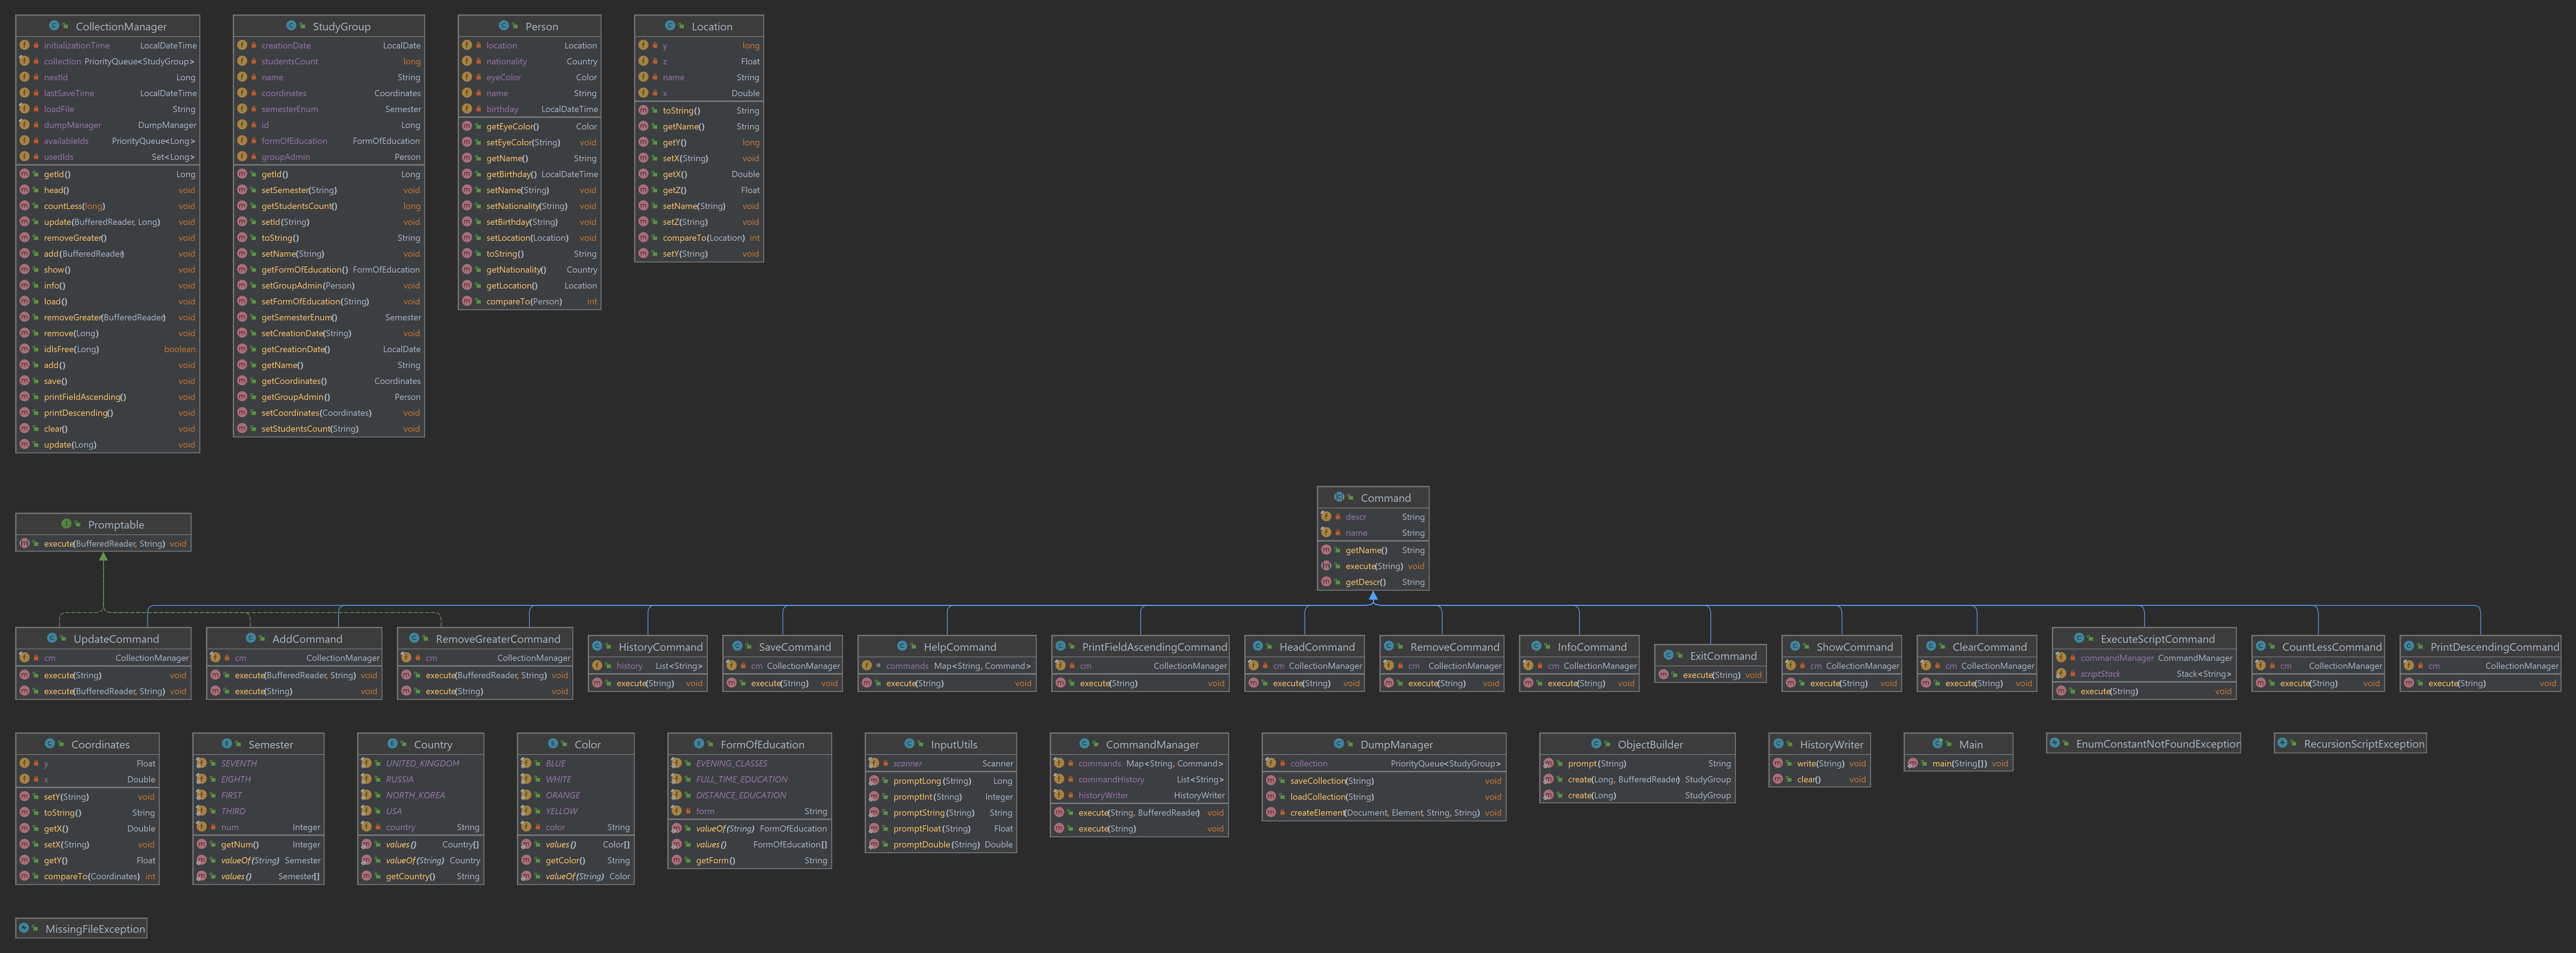 CollectionManager
initializationTime LocalDateTime
collection PriorityQueue<StudyGroup>
nextId Long
lastSaveTime LocalDateTime
loadFile String
dumpManager DumpManager
availableIds PriorityQueue<Long>
usedIds Set<Long>
getId() Long
head() void
countLess(long) void
update(BufferedReader, Long) void
removeGreater() void
add(BufferedReader) void
show() void
info() void
load() void
removeGreater(BufferedReader) void
remove(Long) void
idIsFree(Long) boolean
add() void
save() void
printFieldAscending() void
printDescending() void
clear() void
update(Long) void
StudyGroup
creationDate LocalDate
studentsCount long
name String
coordinates Coordinates
semesterEnum Semester
id Long
formOfEducation FormOfEducation
groupAdmin Person
getId() Long
setSemester(String) void
getStudentsCount() long
setId(String) void
toString() String
setName(String) void
getFormOfEducation() FormOfEducation
setGroupAdmin(Person) void
setFormOfEducation(String) void
getSemesterEnum() Semester
setCreationDate(String) void
getCreationDate() LocalDate
getName() String
getCoordinates() Coordinates
getGroupAdmin() Person
setCoordinates(Coordinates) void
setStudentsCount(String) void
Person
location Location
nationality Country
eyeColor Color
name String
birthday LocalDateTime
getEyeColor() Color
setEyeColor(String) void
getName() String
getBirthday() LocalDateTime
setName(String) void
setNationality(String) void
setBirthday(String) void
setLocation(Location) void
toString() String
getNationality() Country
getLocation() Location
compareTo(Person) int
Location
y long
z Float
name String
x Double
toString() String
getName() String
getY() long
setX(String) void
getX() Double
getZ() Float
setName(String) void
setZ(String) void
compareTo(Location) int
setY(String) void
Command
descr String
name String
getName() String
execute(String) void
getDescr() String
Promptable
execute(BufferedReader, String) void
UpdateCommand
cm CollectionManager
execute(String) void
execute(BufferedReader, String) void
AddCommand
cm CollectionManager
execute(BufferedReader, String) void
execute(String) void
RemoveGreaterCommand
cm CollectionManager
execute(BufferedReader, String) void
execute(String) void
HistoryCommand
history List<String>
execute(String) void
SaveCommand
cm CollectionManager
execute(String) void
HelpCommand
commands Map<String, Command>
execute(String) void
PrintFieldAscendingCommand
cm CollectionManager
execute(String) void
HeadCommand
cm CollectionManager
execute(String) void
RemoveCommand
cm CollectionManager
execute(String) void
InfoCommand
cm CollectionManager
execute(String) void
ExitCommand
execute(String) void
ShowCommand
cm CollectionManager
execute(String) void
ClearCommand
cm CollectionManager
execute(String) void
ExecuteScriptCommand
commandManager CommandManager
scriptStack Stack<String>
execute(String) void
CountLessCommand
cm CollectionManager
execute(String) void
PrintDescendingCommand
cm CollectionManager
execute(String) void
Coordinates
y Float
x Double
setY(String) void
toString() String
getX() Double
setX(String) void
getY() Float
compareTo(Coordinates) int
Semester
SEVENTH
EIGHTH
FIRST
THIRD
num Integer
getNum() Integer
valueOf(String) Semester
values() Semester[]
Country
UNITED_KINGDOM
RUSSIA
NORTH_KOREA
USA
country String
values() Country[]
valueOf(String) Country
getCountry() String
Color
BLUE
WHITE
ORANGE
YELLOW
color String
values() Color[]
getColor() String
valueOf(String) Color
FormOfEducation
EVENING_CLASSES
FULL_TIME_EDUCATION
DISTANCE_EDUCATION
form String
valueOf(String) FormOfEducation
values() FormOfEducation[]
getForm() String
InputUtils
scanner Scanner
promptLong(String) Long
promptInt(String) Integer
promptString(String) String
promptFloat(String) Float
promptDouble(String) Double
CommandManager
commands Map<String, Command>
commandHistory List<String>
historyWriter HistoryWriter
execute(String, BufferedReader) void
execute(String) void
DumpManager
collection PriorityQueue<StudyGroup>
saveCollection(String) void
loadCollection(String) void
createElement(Document, Element, String, String) void
ObjectBuilder
prompt(String) String
create(Long, BufferedReader) StudyGroup
create(Long) StudyGroup
HistoryWriter
write(String) void
clear() void
Main
main(String[]) void
EnumConstantNotFoundException
RecursionScriptException
MissingFileException